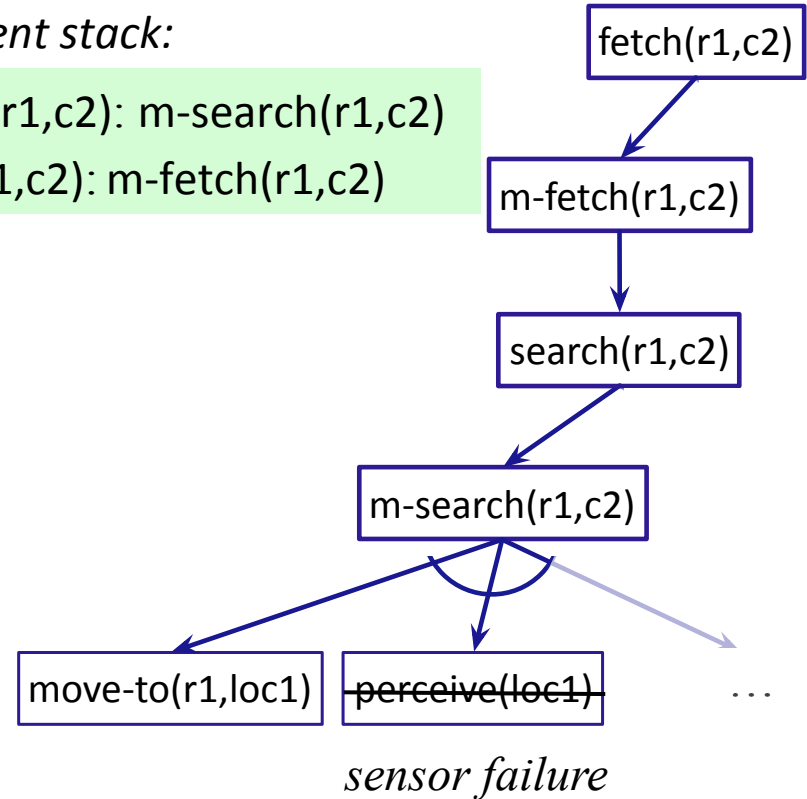 ent stack:
r1,c2): m-search(r1,c2)
1,c2): m-fetch(r1,c2)
fetch(r1,c2)
m-fetch(r1,c2)
search(r1,c2)
m-search(r1,c2)
move-to(r1,loc1)
perceive(loc1)
...
sensor failure